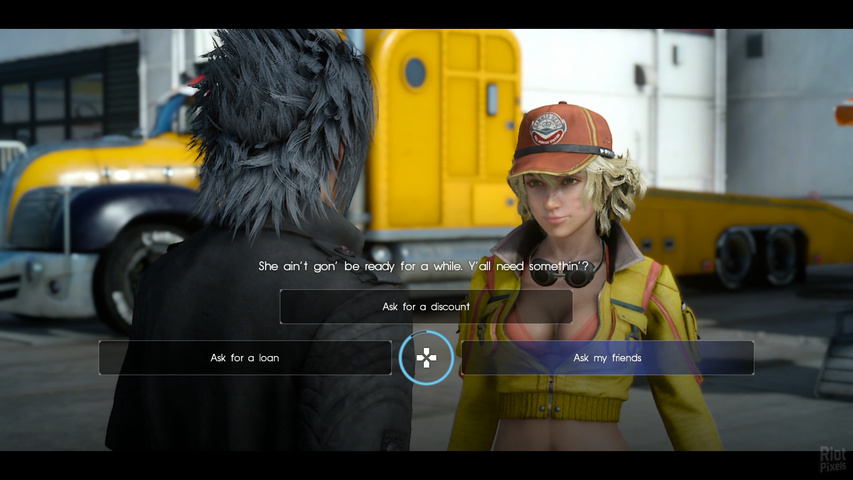 She ain't gon' be ready for a while. Y'all need somethin'?
Ask for a discount
Ask for a loan
Ask my friends
Riot
Pixels